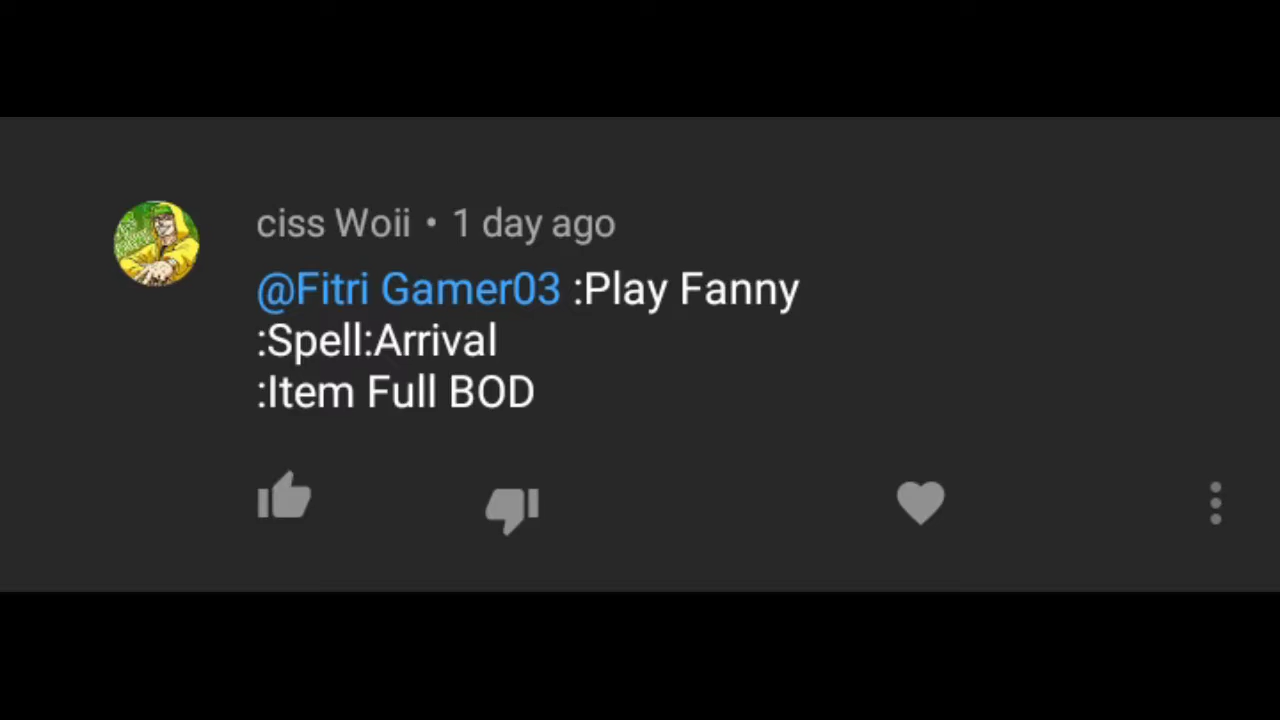 ciss Woii • 1 day ago
@Fitri Gamer03 :Play Fanny
:Spell:Arrival
:Item Full BOD